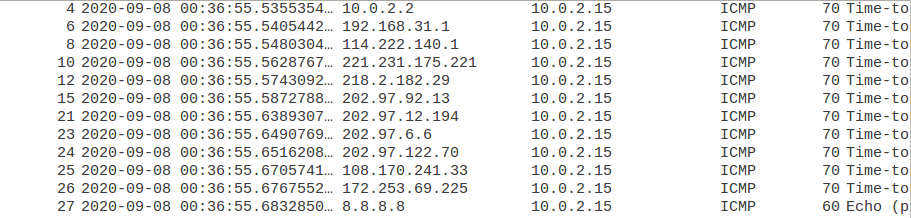 4 2020-09-08 00:36:55.5355354… 10.0.2.2 10.0.2.15 ICMP 70 Time-to
6 2020-09-08 00:36:55.5405442… 192.168.31.1 10.0.2.15 ICMP 70 Time-to
8 2020-09-08 00:36:55.5480304… 114.222.140.1 10.0.2.15 ICMP 70 Time-to
10 2020-09-08 00:36:55.5628767… 221.231.175.221 10.0.2.15 ICMP 70 Time-to
12 2020-09-08 00:36:55.5743092… 218.2.182.29 10.0.2.15 ICMP 70 Time-to
15 2020-09-08 00:36:55.5872788… 202.97.92.13 10.0.2.15 ICMP 70 Time-to
21 2020-09-08 00:36:55.6389307… 202.97.12.194 10.0.2.15 ICMP 70 Time-to
23 2020-09-08 00:36:55.6490769… 202.97.6.6 10.0.2.15 ICMP 70 Time-to
24 2020-09-08 00:36:55.6516208… 202.97.122.70 10.0.2.15 ICMP 70 Time-to
25 2020-09-08 00:36:55.6705741… 108.170.241.33 10.0.2.15 ICMP 70 Time-to
26 2020-09-08 00:36:55.6767552… 172.253.69.225 10.0.2.15 ICMP 70 Time-to
27 2020-09-08 00:36:55.6832850… 8.8.8.8 10.0.2.15 ICMP 60 Echo (p